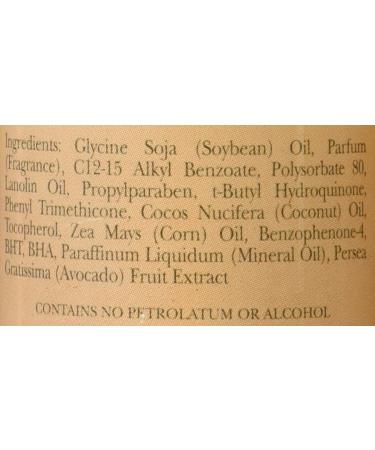 Ingredients: Glycine Soja (Soybean) Oil, Parfum
(Fragrance), C12-15 Alkyl Benzoate, Polysorbate 80,
Lanolin Oil, Propylparaben, t-Butyl Hydroquinone,
Phenyl Trimethicone, Cocos Nucifera (Coconut) Oil,
Tocopherol, Zea Mays (Corn) Oil, Benzophenone-4,
BHT, BHA, Paraffinum Liquidum (Mineral Oil), Persea
Gratissima (Avocado) Fruit Extract
CONTAINS NO PETROLATUM OR ALCOHOL